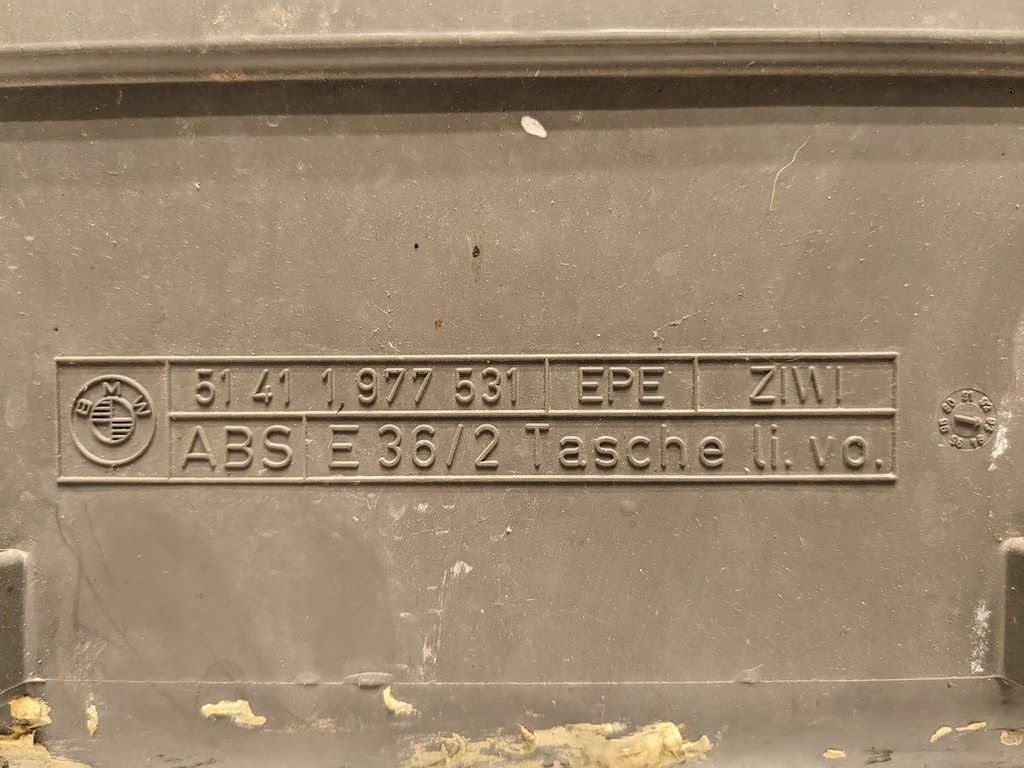 BMW
51 41 1 977 531 EPE ZIWI
ABS E 36/2 Tasche li. vo.